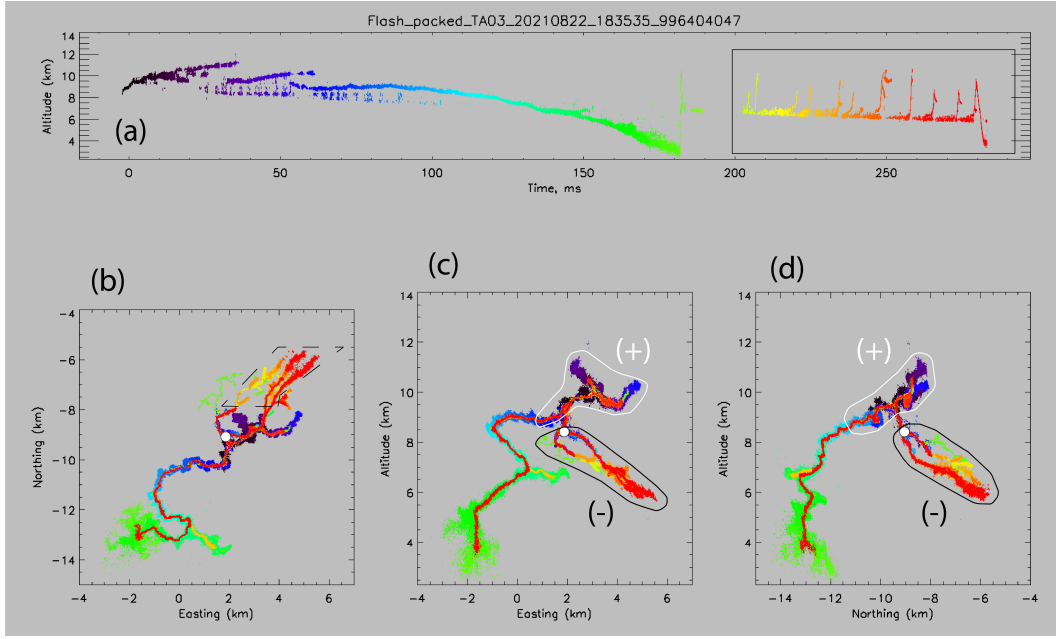 Flash_packed_TA03_20210822_183535_996404047
14
12
10
8
6
4
Altitude (km)
(a)
0 50 100 150 200 250
Time, ms
(b)
-4
-6
-8
-10
-12
-14
Northing (km)
-4 -2 0 2 4 6
Easting (km)
(c)
14
12
10
8
6
4
Altitude (km)
(+)
(-)
-4 -2 0 2 4 6
Easting (km)
(d)
14
12
10
8
6
4
Altitude (km)
(+)
(-)
-14 -12 -10 -8 -6 -4
Northing (km)